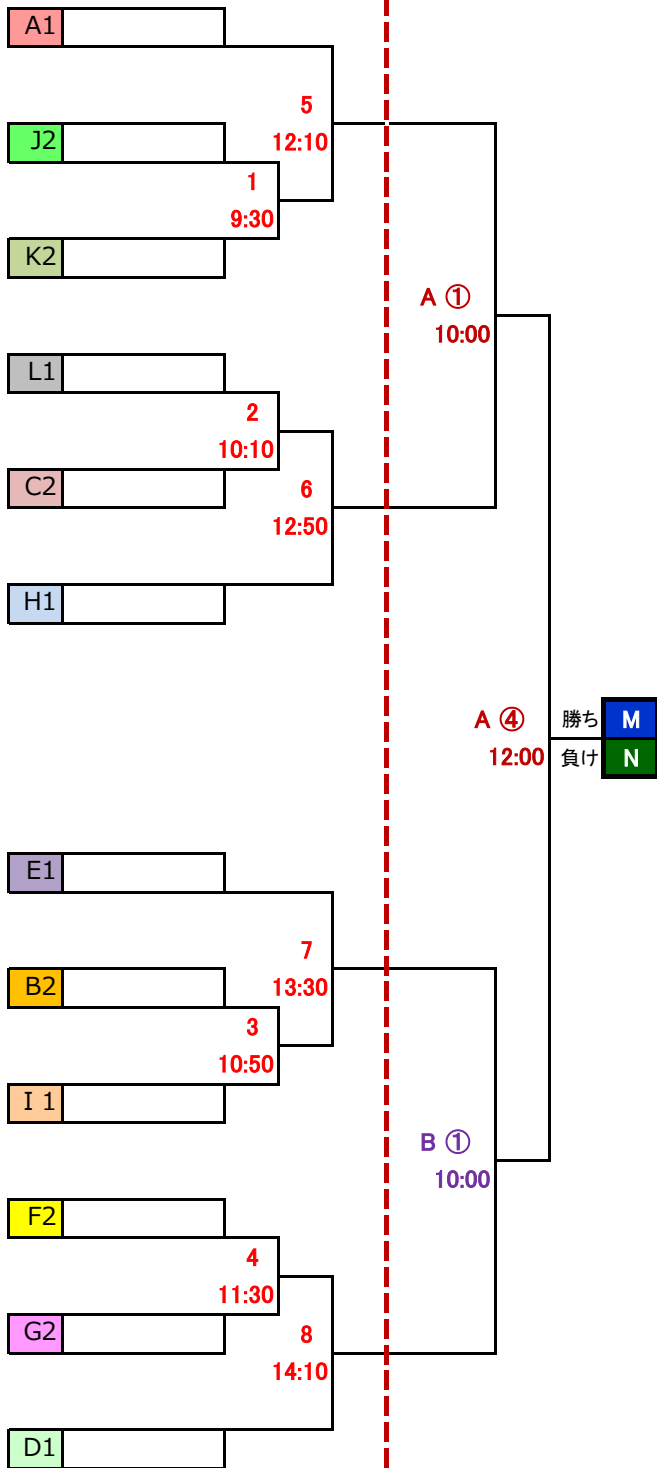 A1
5
12:10
J2
1
9:30
K2
A ①
10:00
L1
2
10:10
C2
6
12:50
H1
A ④ 勝ち M
12:00 負け N
E1
7
13:30
B2
3
10:50
I 1
B ①
10:00
F2
4
11:30
G2
8
14:10
D1